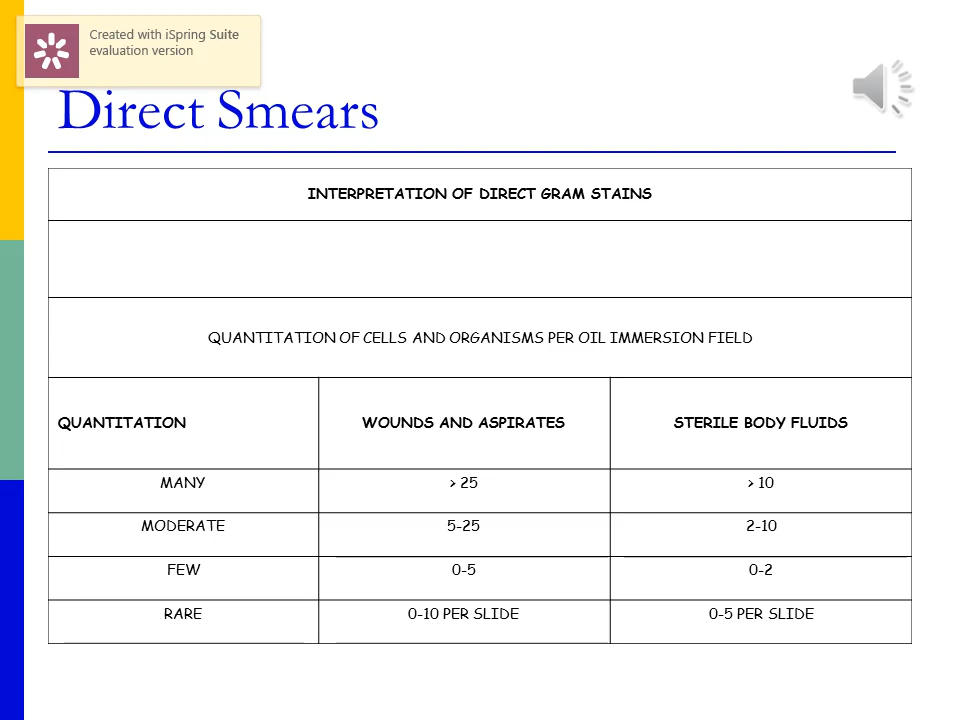 Created with iSpring Suite
evaluation version
Direct Smears
INTERPRETATION OF DIRECT GRAM STAINS
QUANTITATION OF CELLS AND ORGANISMS PER OIL IMMERSION FIELD
QUANTITATION WOUNDS AND ASPIRATES STERILE BODY FLUIDS
MANY > 25 > 10
MODERATE 5-25 2-10
FEW 0-5 0-2
RARE 0-10 PER SLIDE 0-5 PER SLIDE